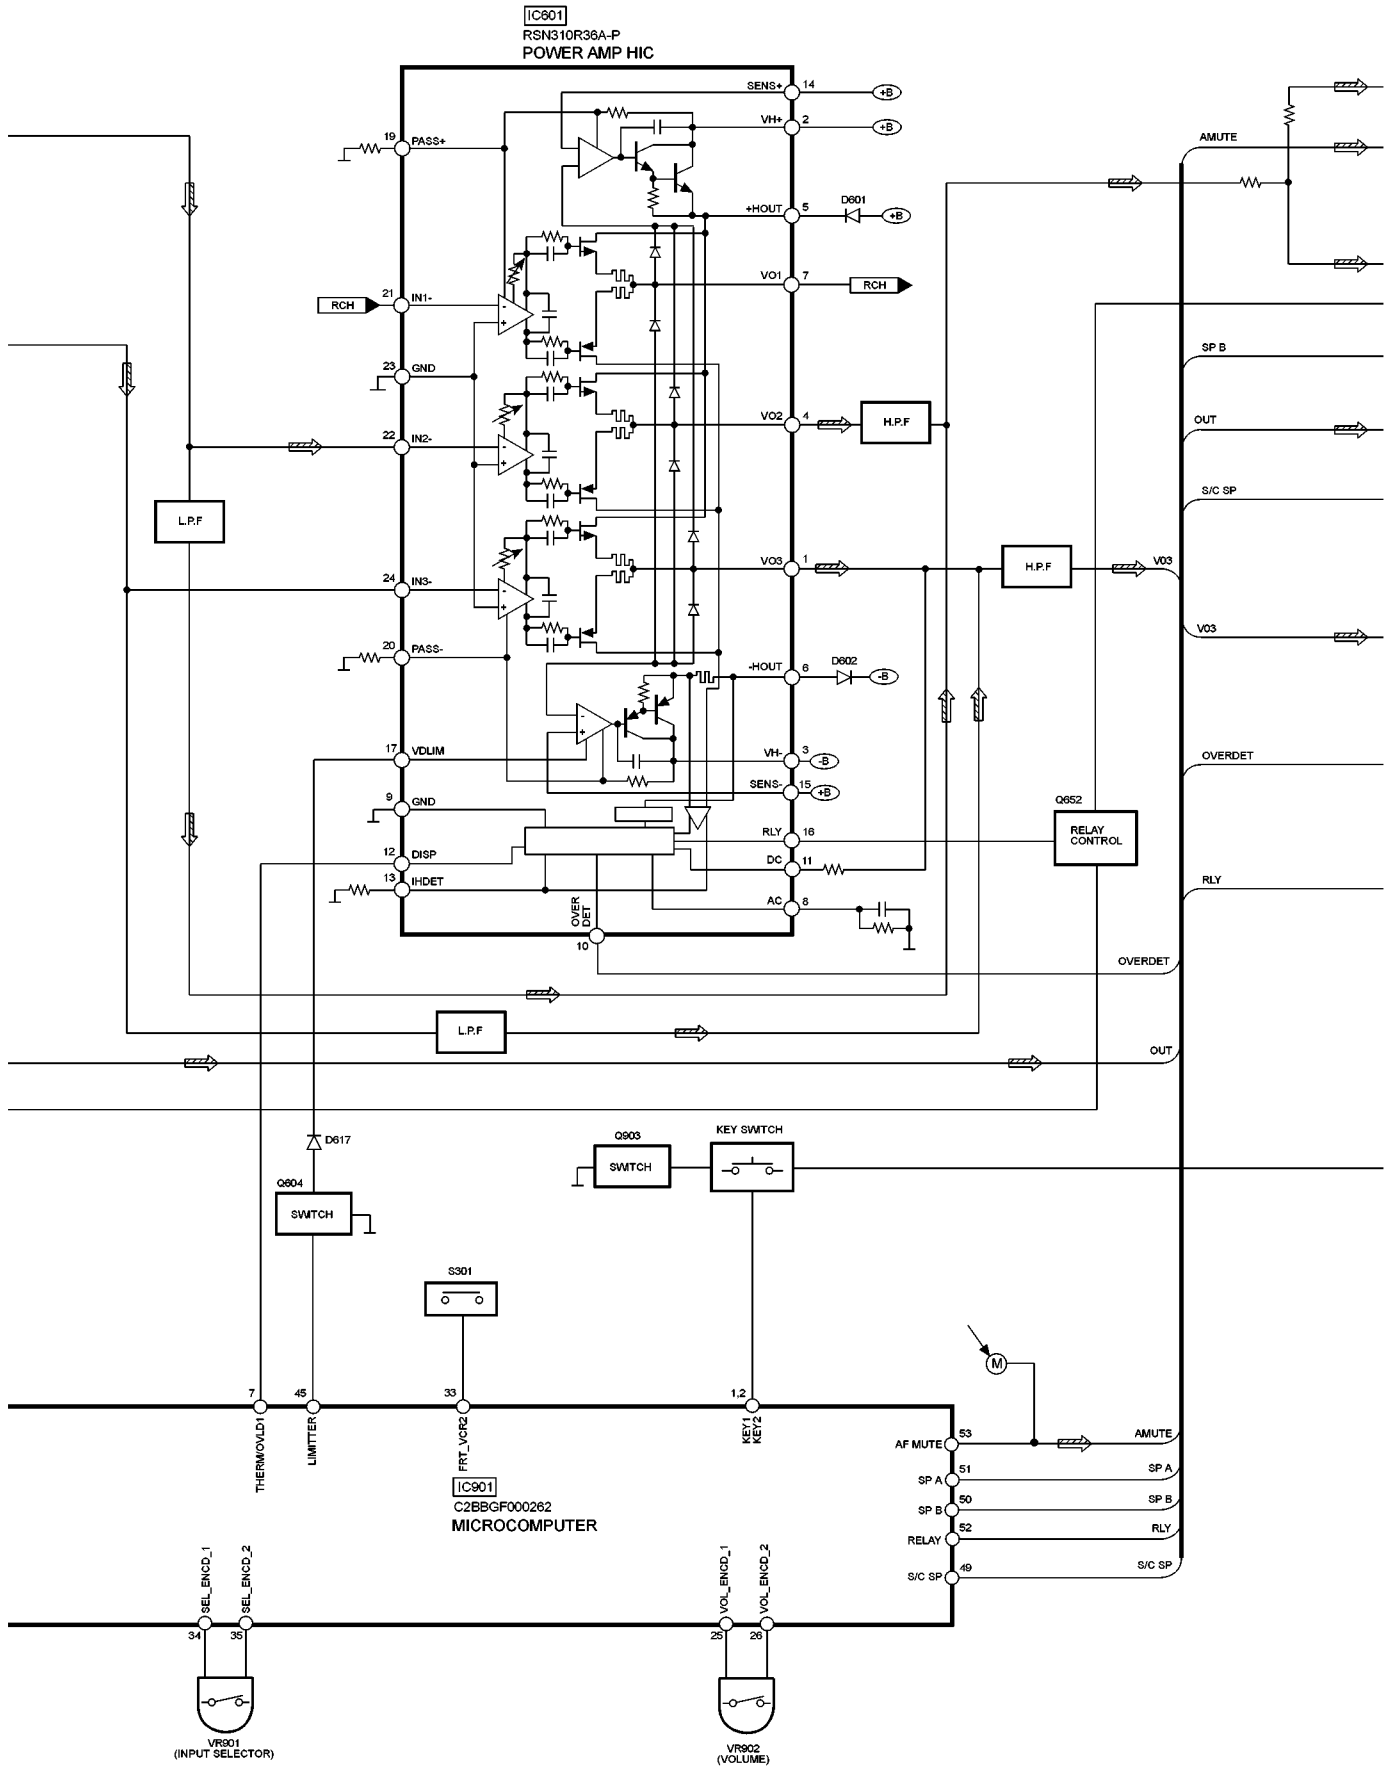 IC601
RSN310R36A-P
POWER AMP HIC
SENS+
14
+B
VH+
2
+B
19
PASS+
AMUTE
+HOUT
5
D601
+B
VO1
7
RCH
RCH
21
IN1-
23
GND
SP B
VO2
4
H.P.F
OUT
22
IN2-
S/C SP
L.P.F
VO3
1
H.P.F
V03
24
IN3-
V03
20
PASS-
-HOUT
6
D602
-B
17
VDLIM
VH-
3
-B
OVERDET
SENS-
15
+B
9
GND
Q652
RELAY
CONTROL
RLY
16
12
DISP
DC
11
13
IHDET
RLY
AC
8
OVER
DET
10
OVERDET
L.P.F
OUT
D617
Q903
SWITCH
KEY SWITCH
Q604
SWITCH
S301
M
7
45
33
1,2
THERM/OVLD1
LIMITTER
FRT_VCR2
KEY1
KEY2
AF MUTE
53
AMUTE
SP A
51
SP A
IC901
C2BBGF000262
MICROCOMPUTER
SP B
50
SP B
RELAY
52
RLY
S/C SP
49
S/C SP
SEL_ENCD_1
SEL_ENCD_2
VOL_ENCD_1
VOL_ENCD_2
34
35
25
26
VR901
(INPUT SELECTOR)
VR902
(VOLUME)
-
+
-
+
-
+
-
+